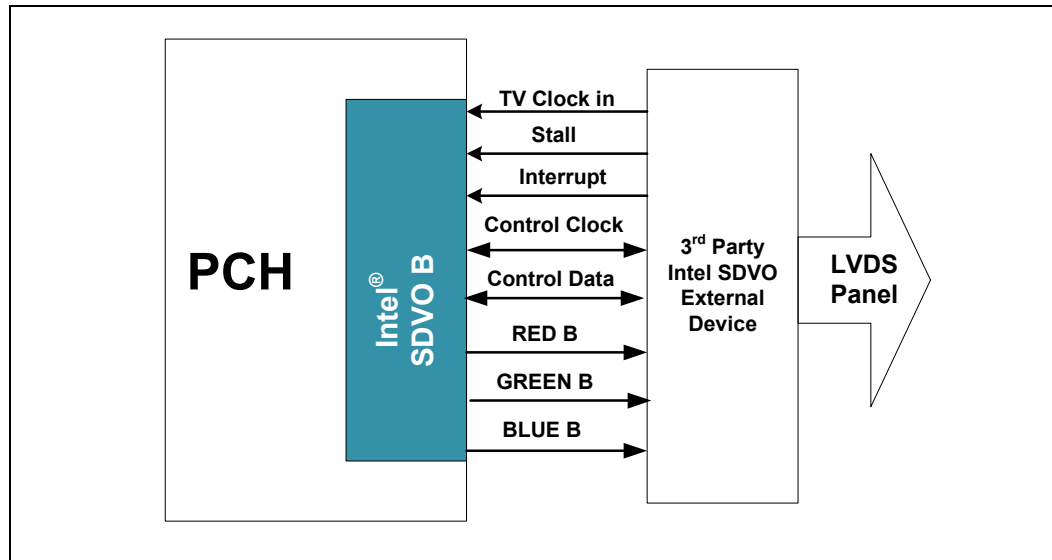 PCH
Intel®
SDVO B
TV Clock in
Stall
Interrupt
Control Clock
Control Data
RED B
GREEN B
BLUE B
3rd Party
Intel SDVO
External
Device
LVDS
Panel